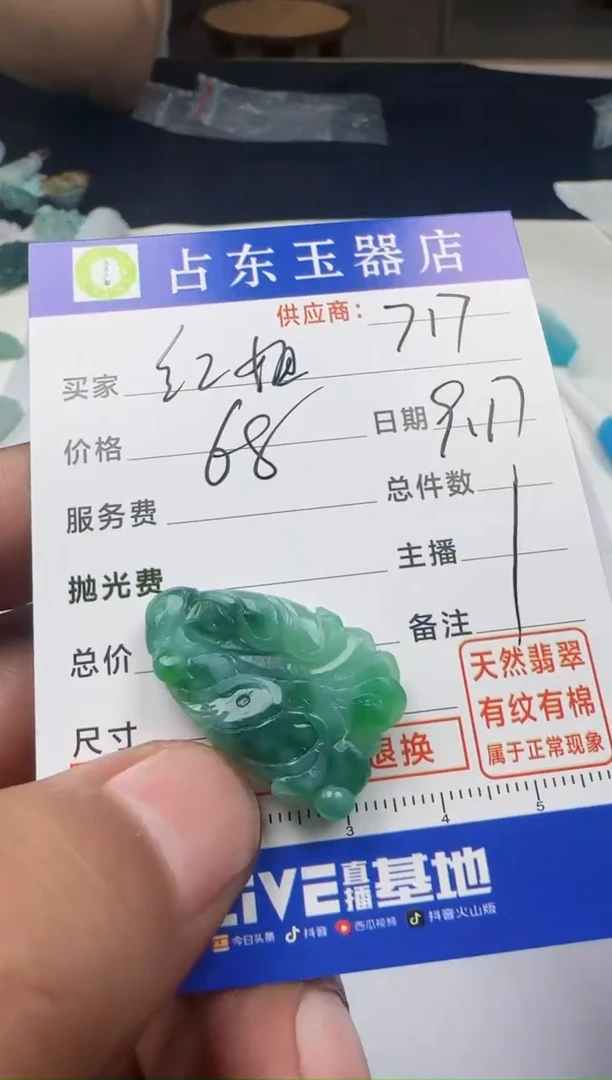 占东玉器店
供应商: 717
买家 红姐
价格 68 日期 9.17
服务费 总件数 1
抛光费 主播
总价 备注
天然翡翠
有纹有棉
属于正常现象
尺寸
退换
3 4 5
LIVE直播基地
今日头条 抖音 西瓜视频 抖音火山版